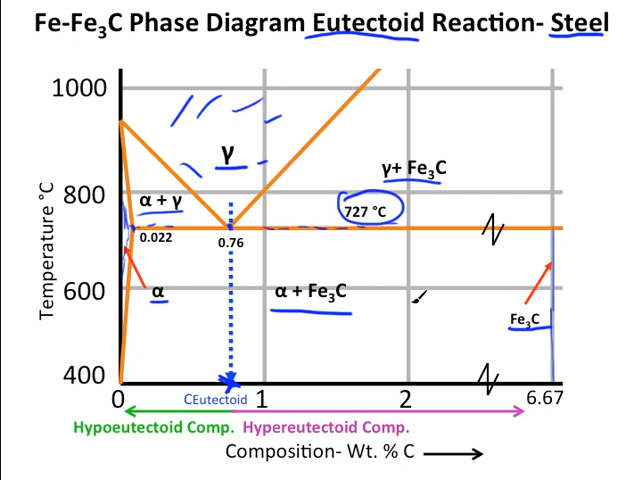 Fe-Fe₃C Phase Diagram Eutectoid Reaction- Steel
1000
γ
γ+ Fe₃C
800
α + γ
727 °C
0.022
0.76
Temperature °C
600
α
α + Fe₃C
Fe₃C
400
0
CEutectoid
1
2
6.67
Hypoeutectoid Comp.
Hypereutectoid Comp.
Composition- Wt. % C